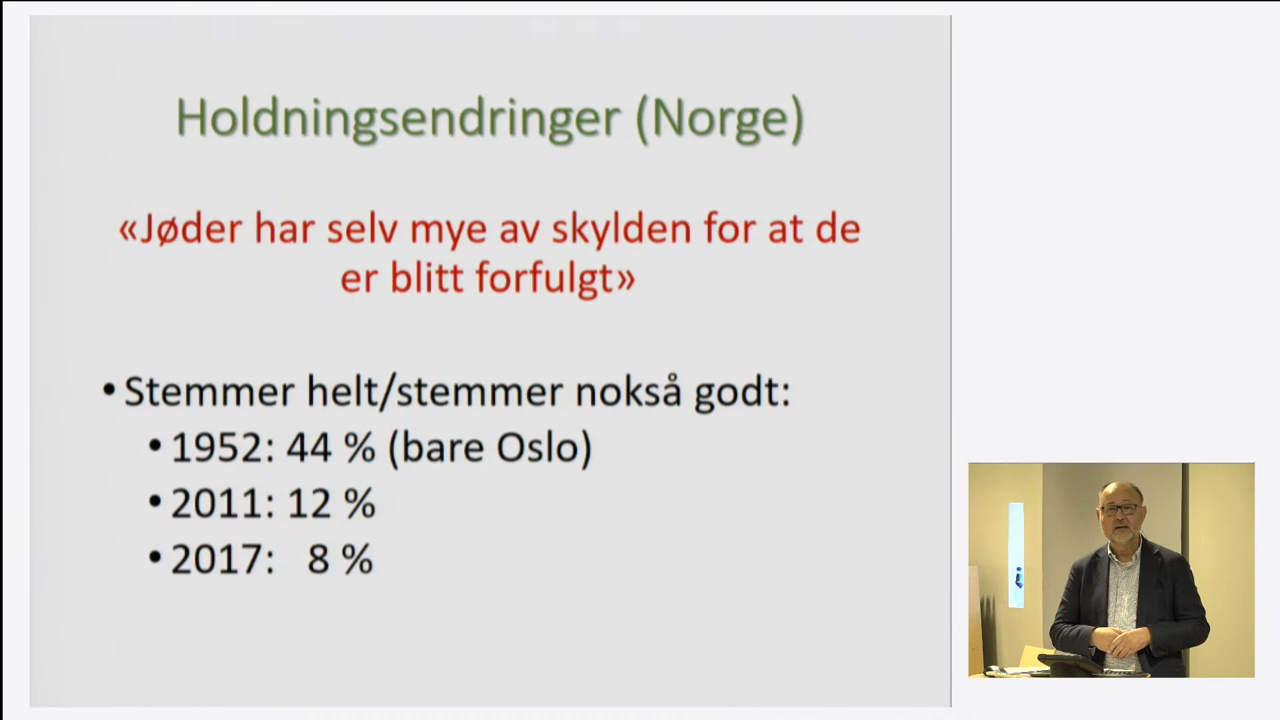 Holdningsendringer (Norge)
«Jøder har selv mye av skylden for at de
er blitt forfulgt»
• Stemmer helt/stemmer nokså godt:
• 1952: 44 % (bare Oslo)
• 2011: 12 %
• 2017: 8 %